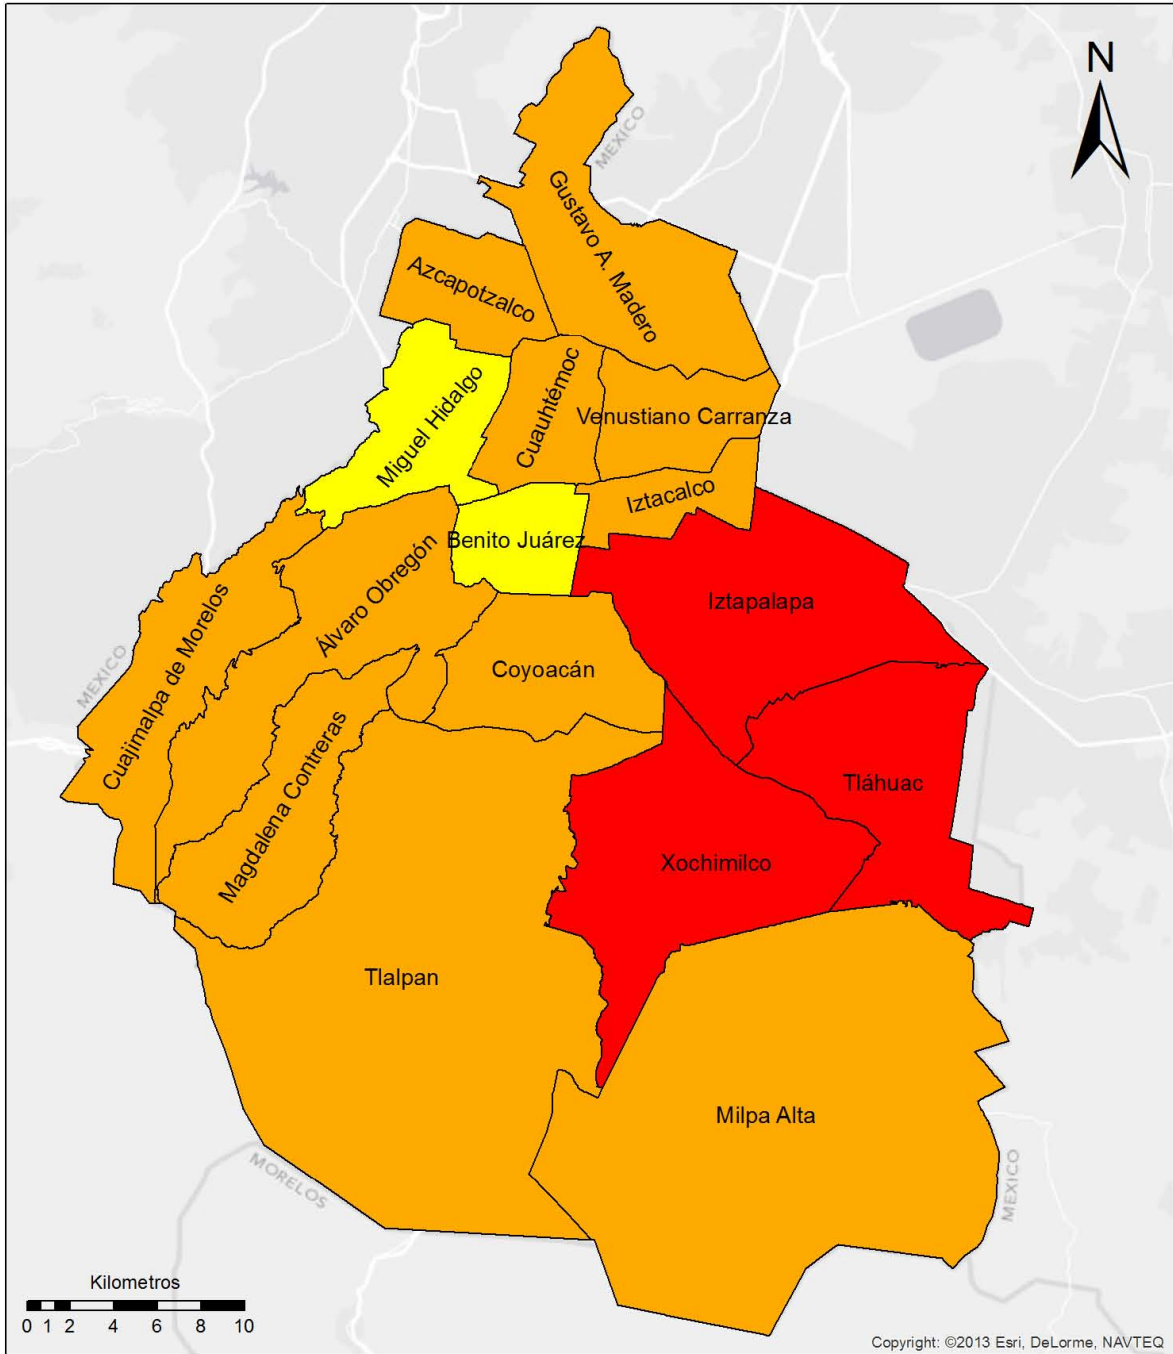 N
MEXICO
Gustavo A. Madero
Azcapotzalco
Miguel Hidalgo
Cuauhtémoc
Venustiano Carranza
Iztacalco
Benito Juárez
Iztapalapa
Álvaro Obregón
Cuajimalpa de Morelos
MEXICO
Coyoacán
Magdalena Contreras
Tláhuac
Xochimilco
Tlalpan
Milpa Alta
MORELOS
MEXICO
Kilometros
0 1 2 4 6 8 10
Copyright: ©2013 Esri, DeLorme, NAVTEQ